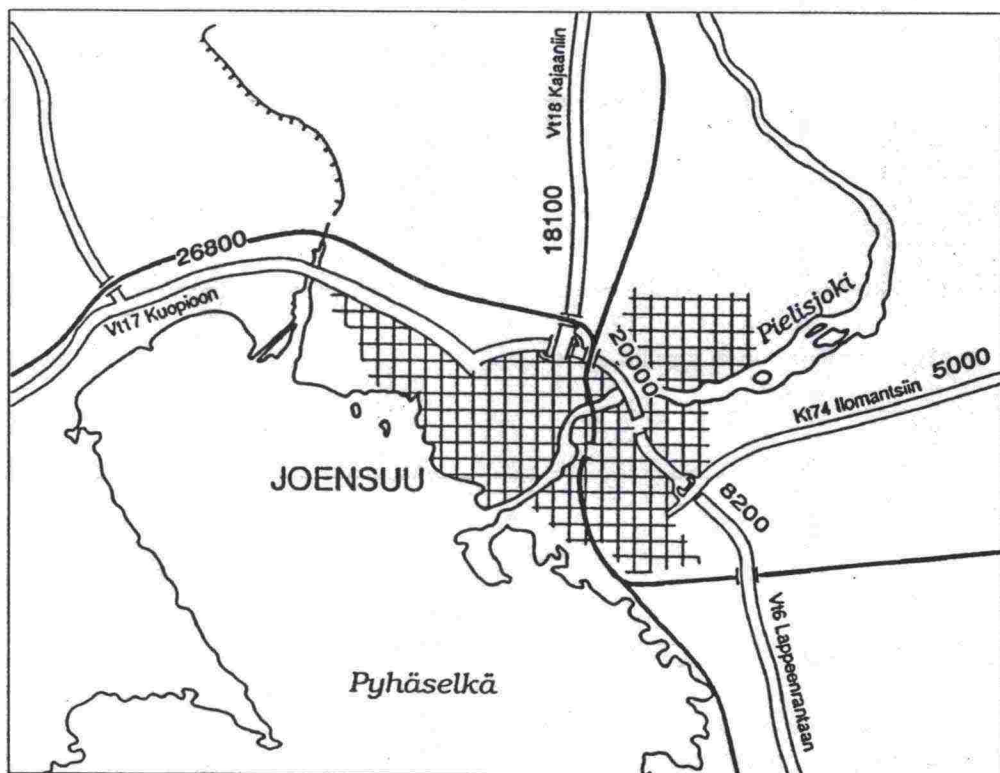 Vt18 Kajaaniin
18100
26800
Vt17 Kuopioon
20000
Pielisjoki
5000
Kt74 Ilomantsiin
JOENSUU
8200
Vt6 Lappeenrantaan
Pyhäselkä